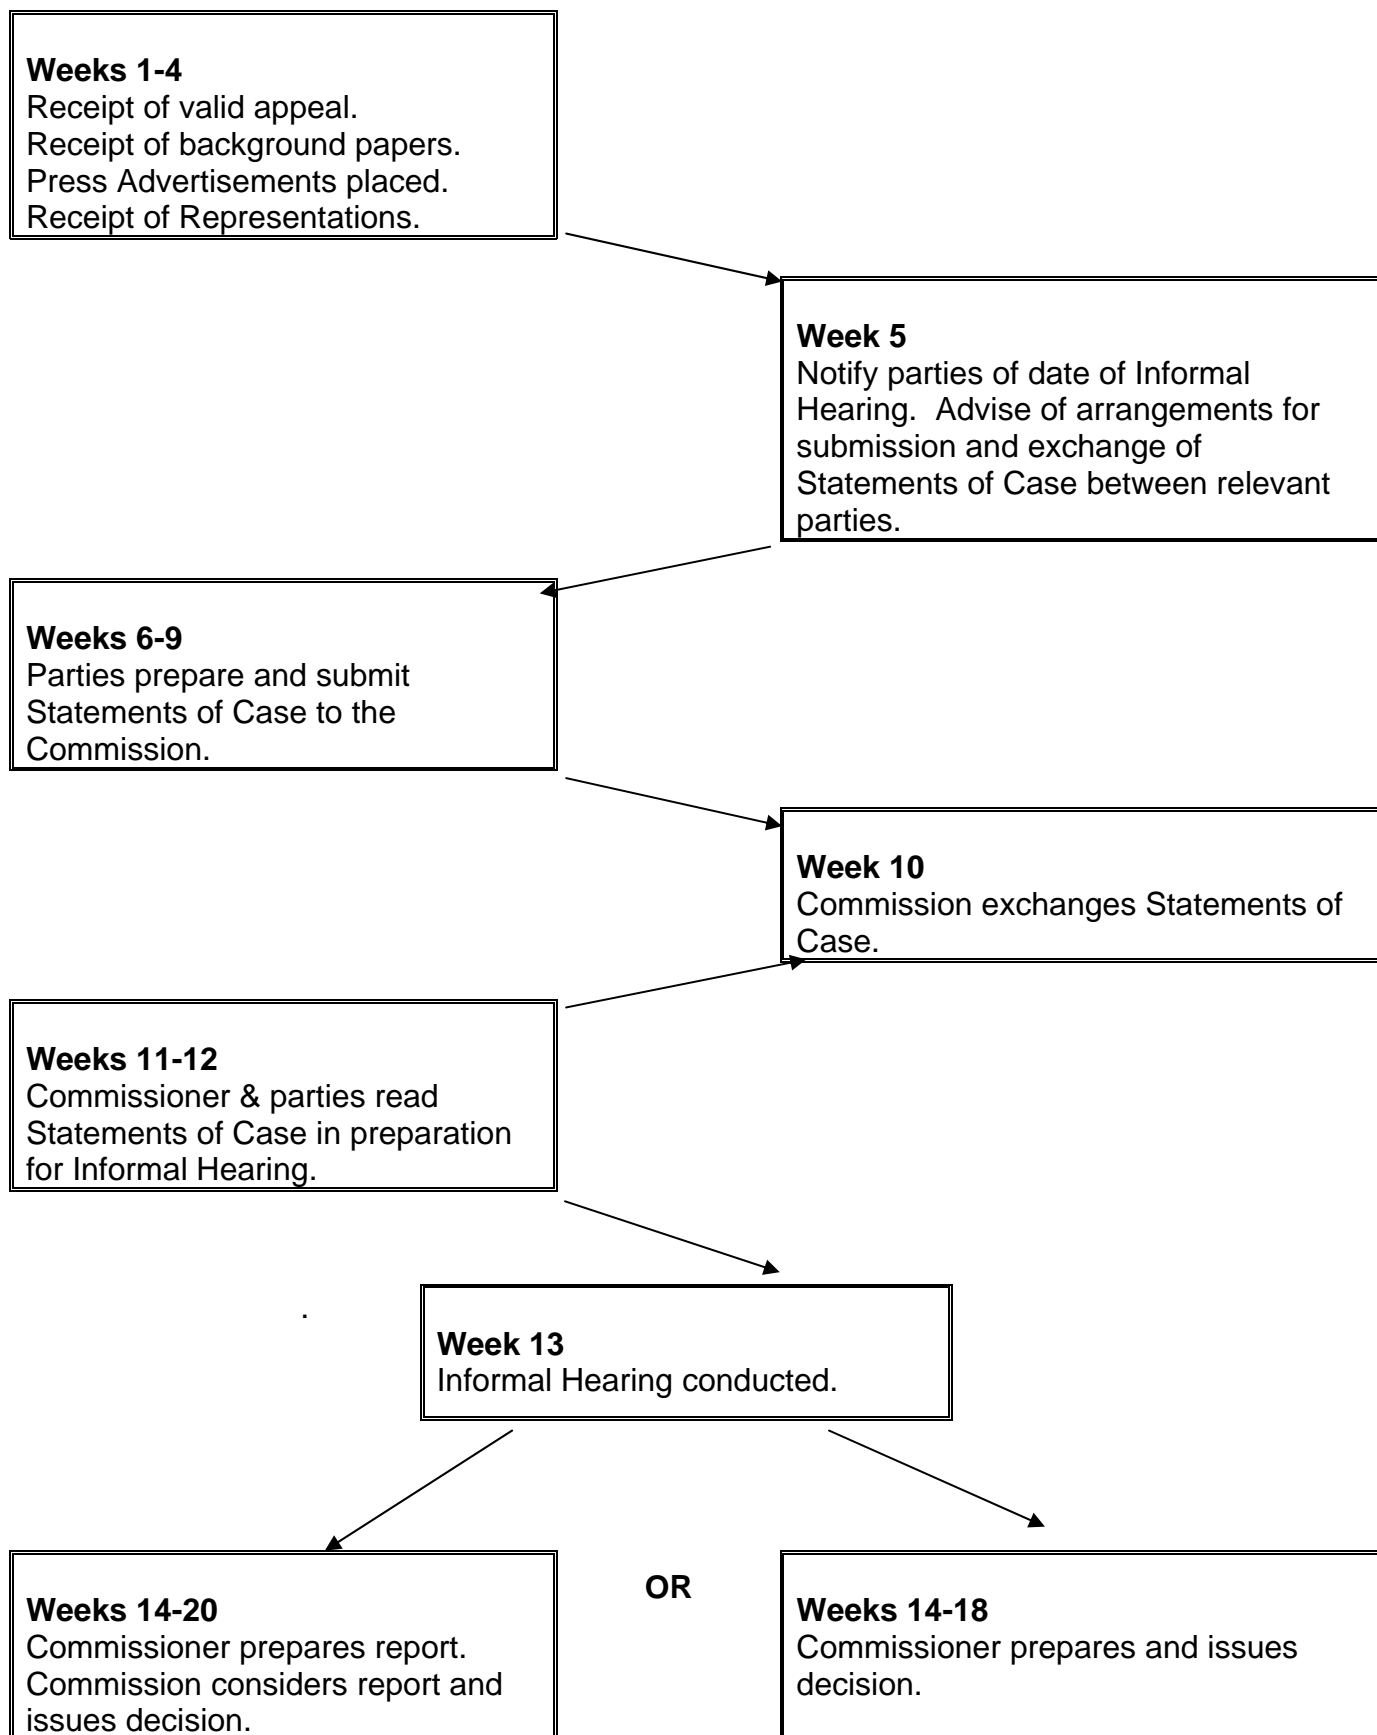 Weeks 1-4
Receipt of valid appeal.
Receipt of background papers.
Press Advertisements placed.
Receipt of Representations.
Week 5
Notify parties of date of Informal
Hearing.  Advise of arrangements for
submission and exchange of
Statements of Case between relevant
parties.
Weeks 6-9
Parties prepare and submit
Statements of Case to the
Commission.
Week 10
Commission exchanges Statements of
Case.
Weeks 11-12
Commissioner & parties read
Statements of Case in preparation
for Informal Hearing.
.
Week 13
Informal Hearing conducted.
Weeks 14-20
Commissioner prepares report.
Commission considers report and
issues decision.
OR
Weeks 14-18
Commissioner prepares and issues
decision.